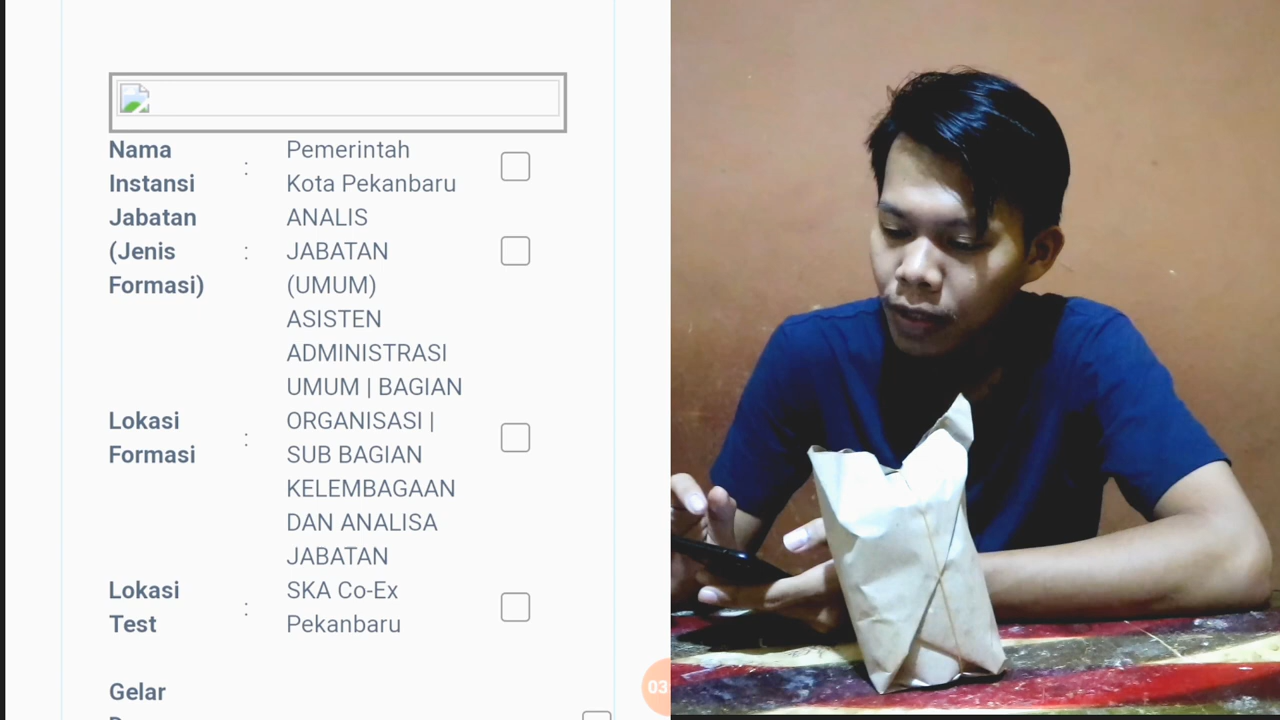 Nama Instansi : Pemerintah Kota Pekanbaru
Jabatan (Jenis Formasi) : ANALIS JABATAN (UMUM)
Lokasi Formasi : ASISTEN ADMINISTRASI UMUM | BAGIAN ORGANISASI | SUB BAGIAN KELEMBAGAAN DAN ANALISA JABATAN
Lokasi Test : SKA Co-Ex Pekanbaru
Gelar
03